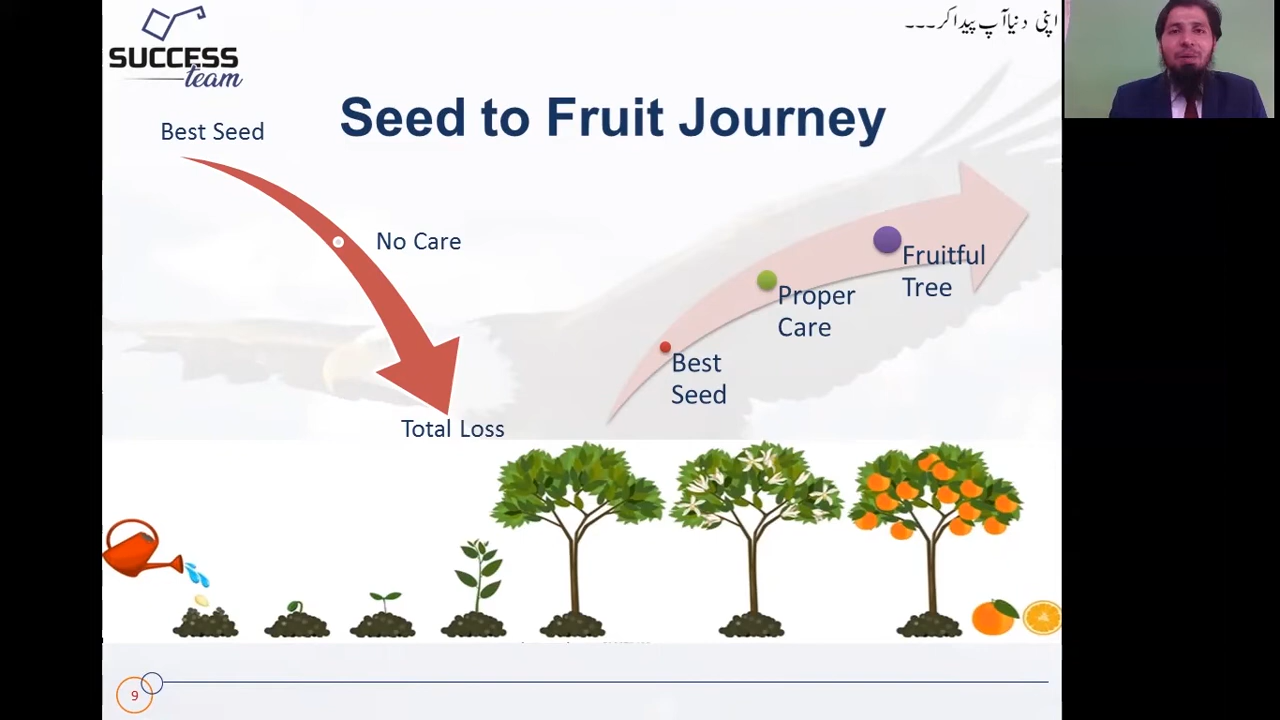 SUCCESS
team
اپنی دنیا آپ پیدا کر۔۔۔
Seed to Fruit Journey
Best Seed
No Care
Total Loss
Fruitful
Tree
Proper
Care
Best
Seed
9